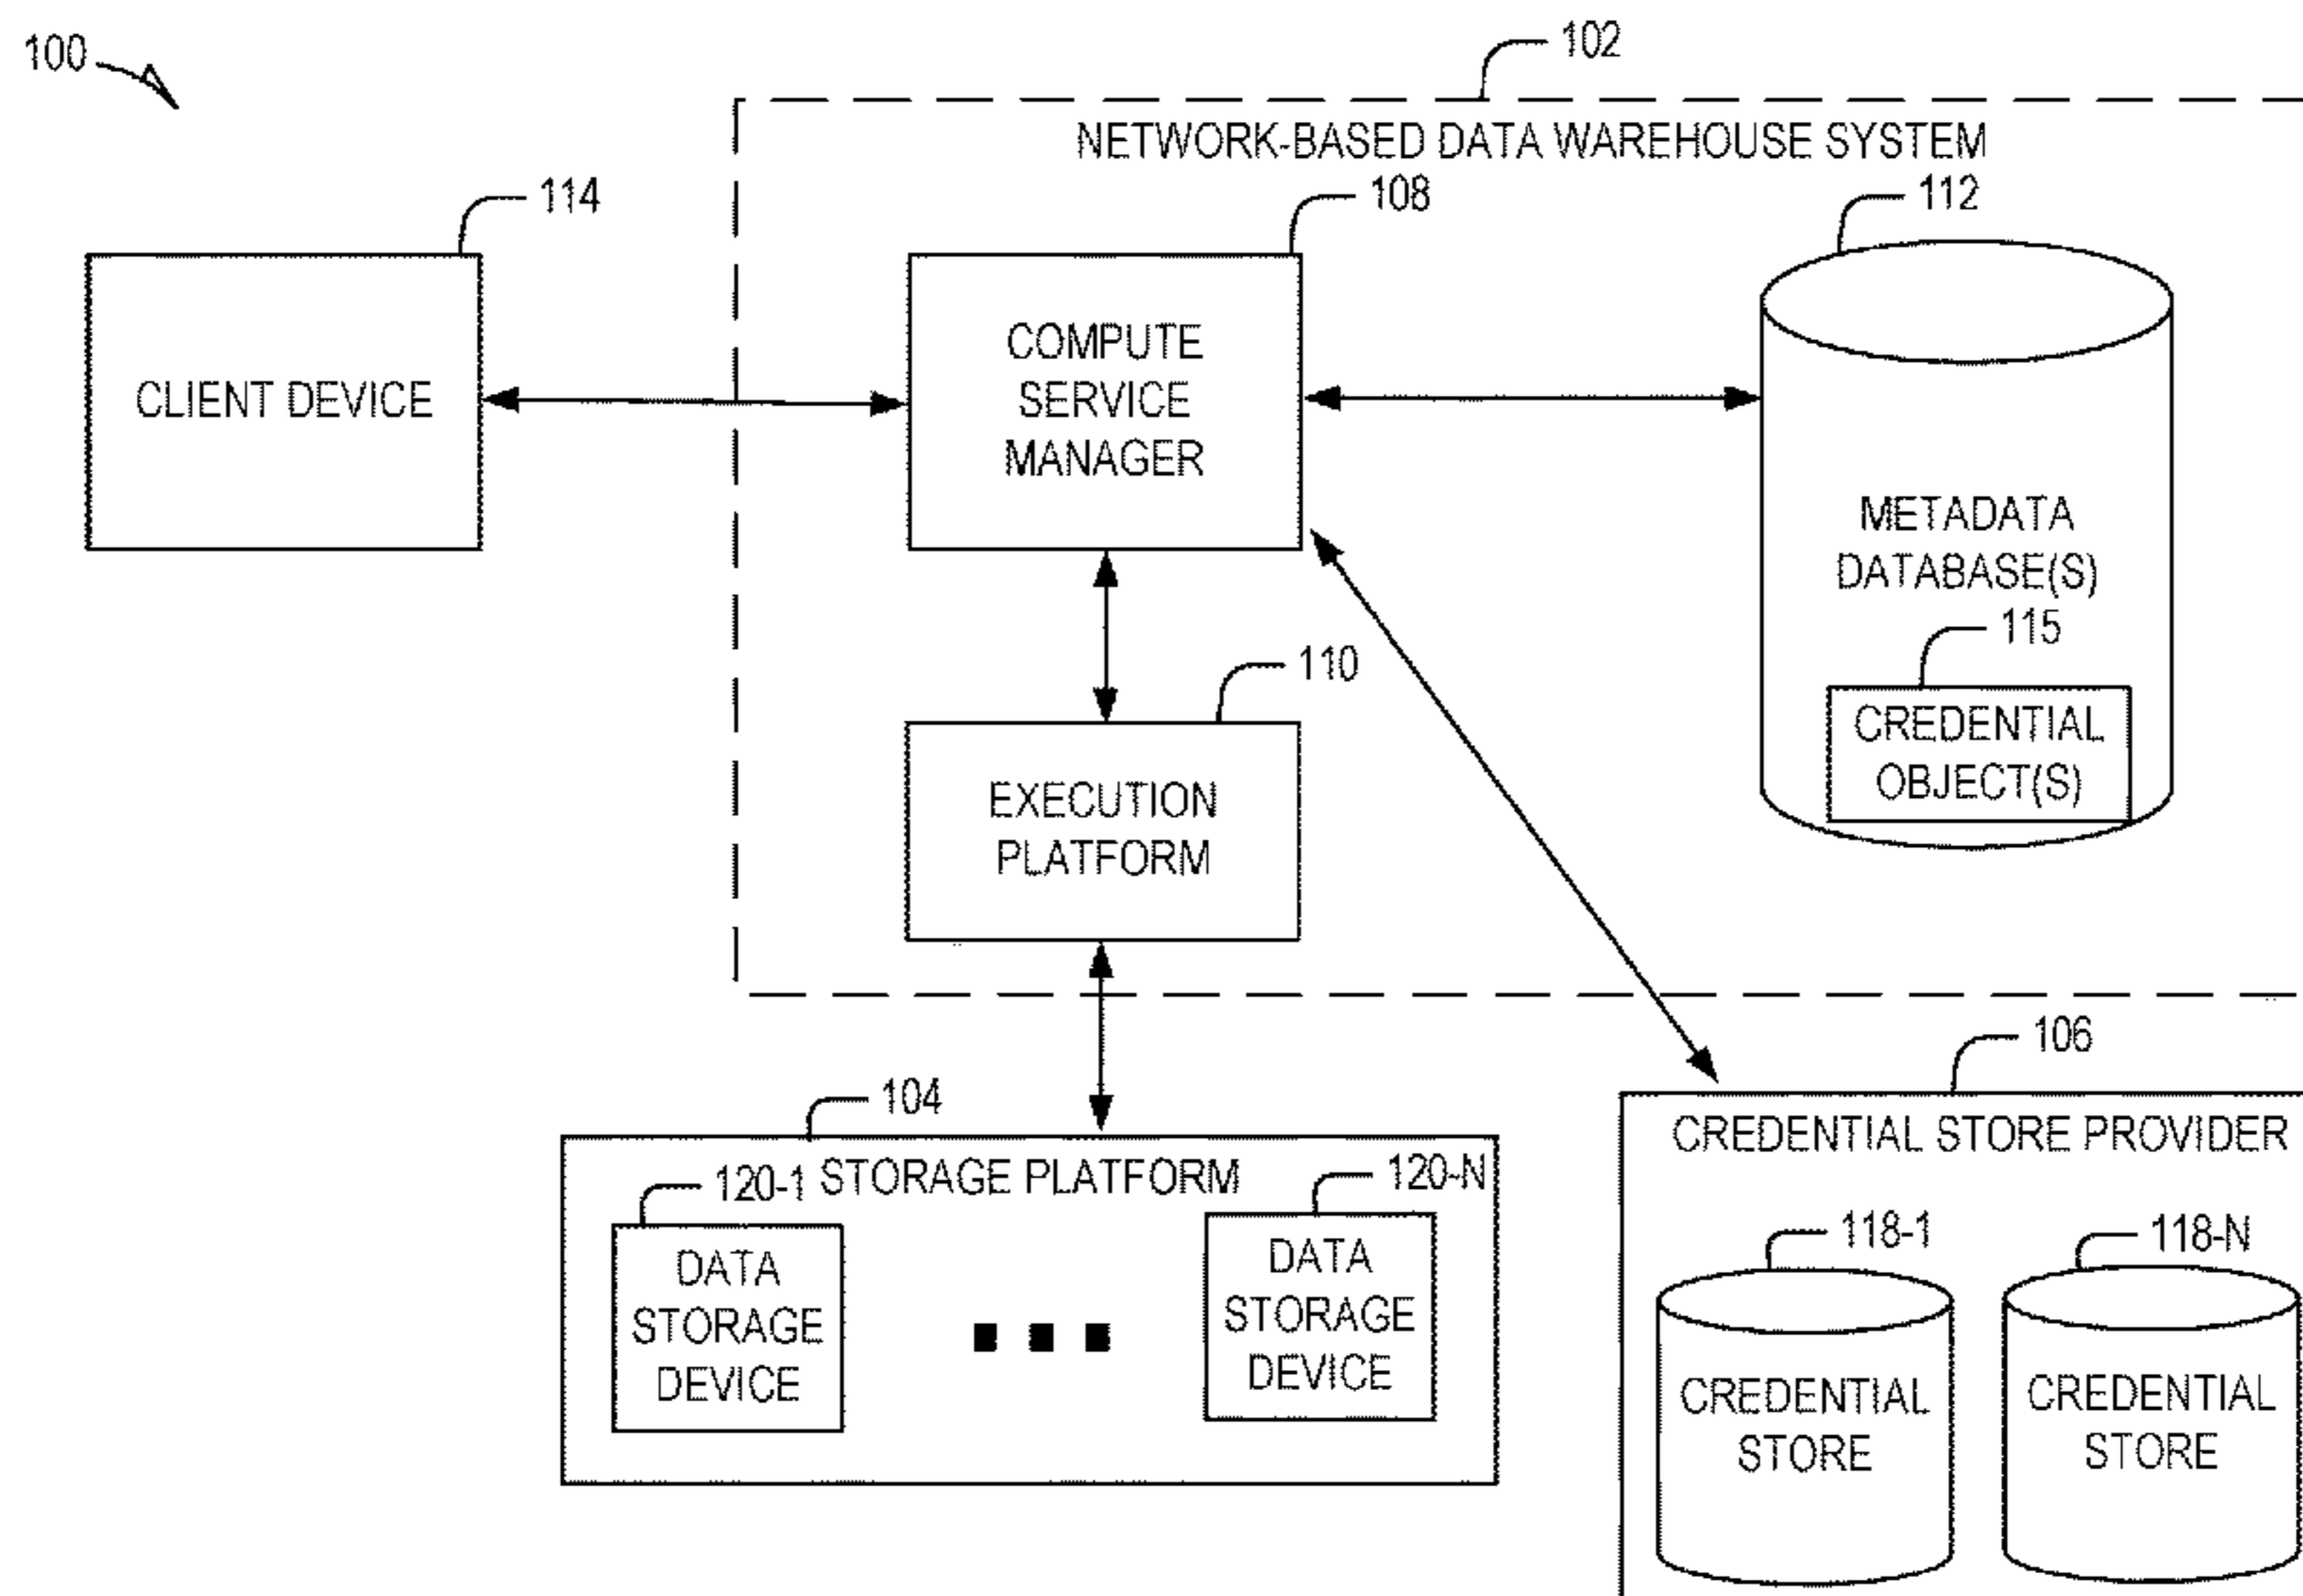 100
102
NETWORK-BASED DATA WAREHOUSE SYSTEM
114
108
112
CLIENT DEVICE
COMPUTE
SERVICE
MANAGER
METADATA
DATABASE(S)
115
CREDENTIAL
OBJECT(S)
110
EXECUTION
PLATFORM
106
CREDENTIAL STORE PROVIDER
104
STORAGE PLATFORM
120-1
120-N
DATA
STORAGE
DEVICE
DATA
STORAGE
DEVICE
118-1
118-N
CREDENTIAL
STORE
CREDENTIAL
STORE